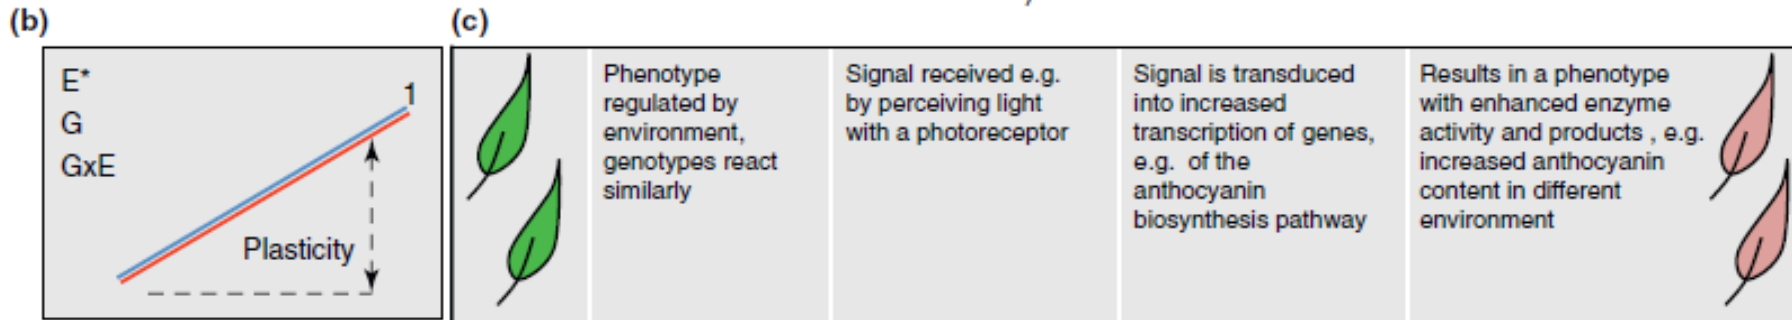 (b)
E*
G
GxE
1
Plasticity
(c)
Phenotype
regulated by
environment,
genotypes react
similarly
Signal received e.g.
by perceiving light
with a photoreceptor
Signal is transduced
into increased
transcription of genes,
e.g. of the
anthocyanin
biosynthesis pathway
Results in a phenotype
with enhanced enzyme
activity and products , e.g.
increased anthocyanin
content in different
environment